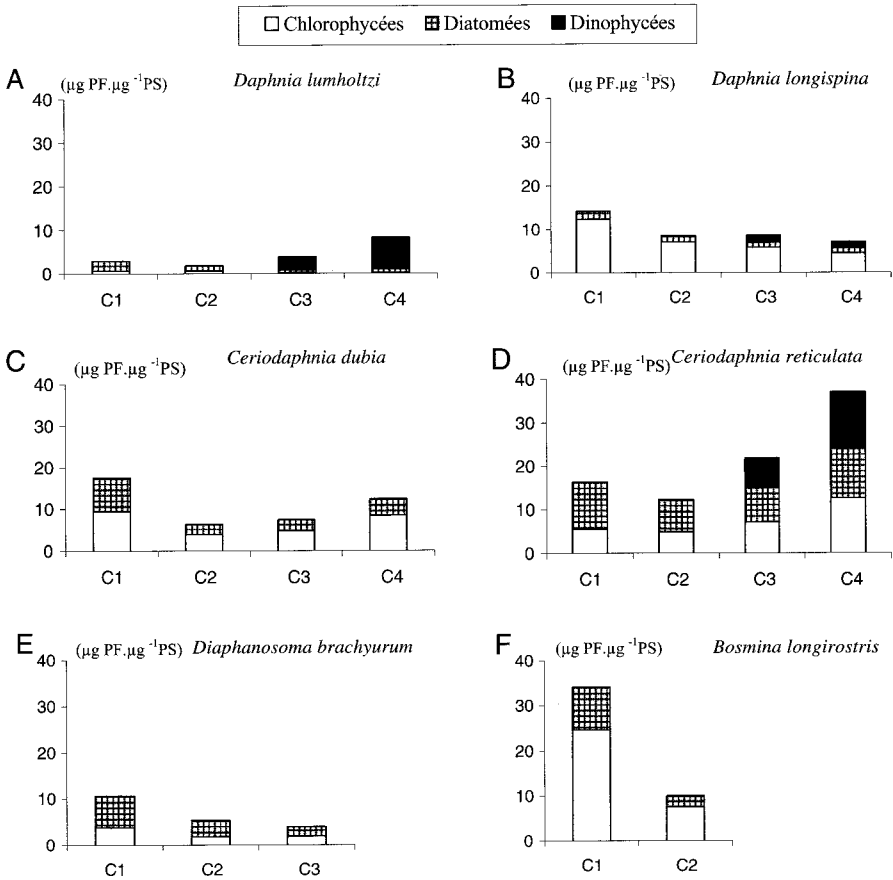 Chlorophycées Diatomées Dinophycées
A (µg PF.µg ⁻¹PS) Daphnia lumholtzi
40
30
20
10
0
C1 C2 C3 C4
B (µg PF.µg ⁻¹PS) Daphnia longispina
40
30
20
10
0
C1 C2 C3 C4
C (µg PF.µg ⁻¹PS) Ceriodaphnia dubia
40
30
20
10
0
C1 C2 C3 C4
D (µg PF.µg ⁻¹PS) Ceriodaphnia reticulata
40
30
20
10
0
C1 C2 C3 C4
E (µg PF.µg ⁻¹PS) Diaphanosoma brachyurum
40
30
20
10
0
C1 C2 C3
F (µg PF.µg ⁻¹PS) Bosmina longirostris
40
30
20
10
0
C1 C2